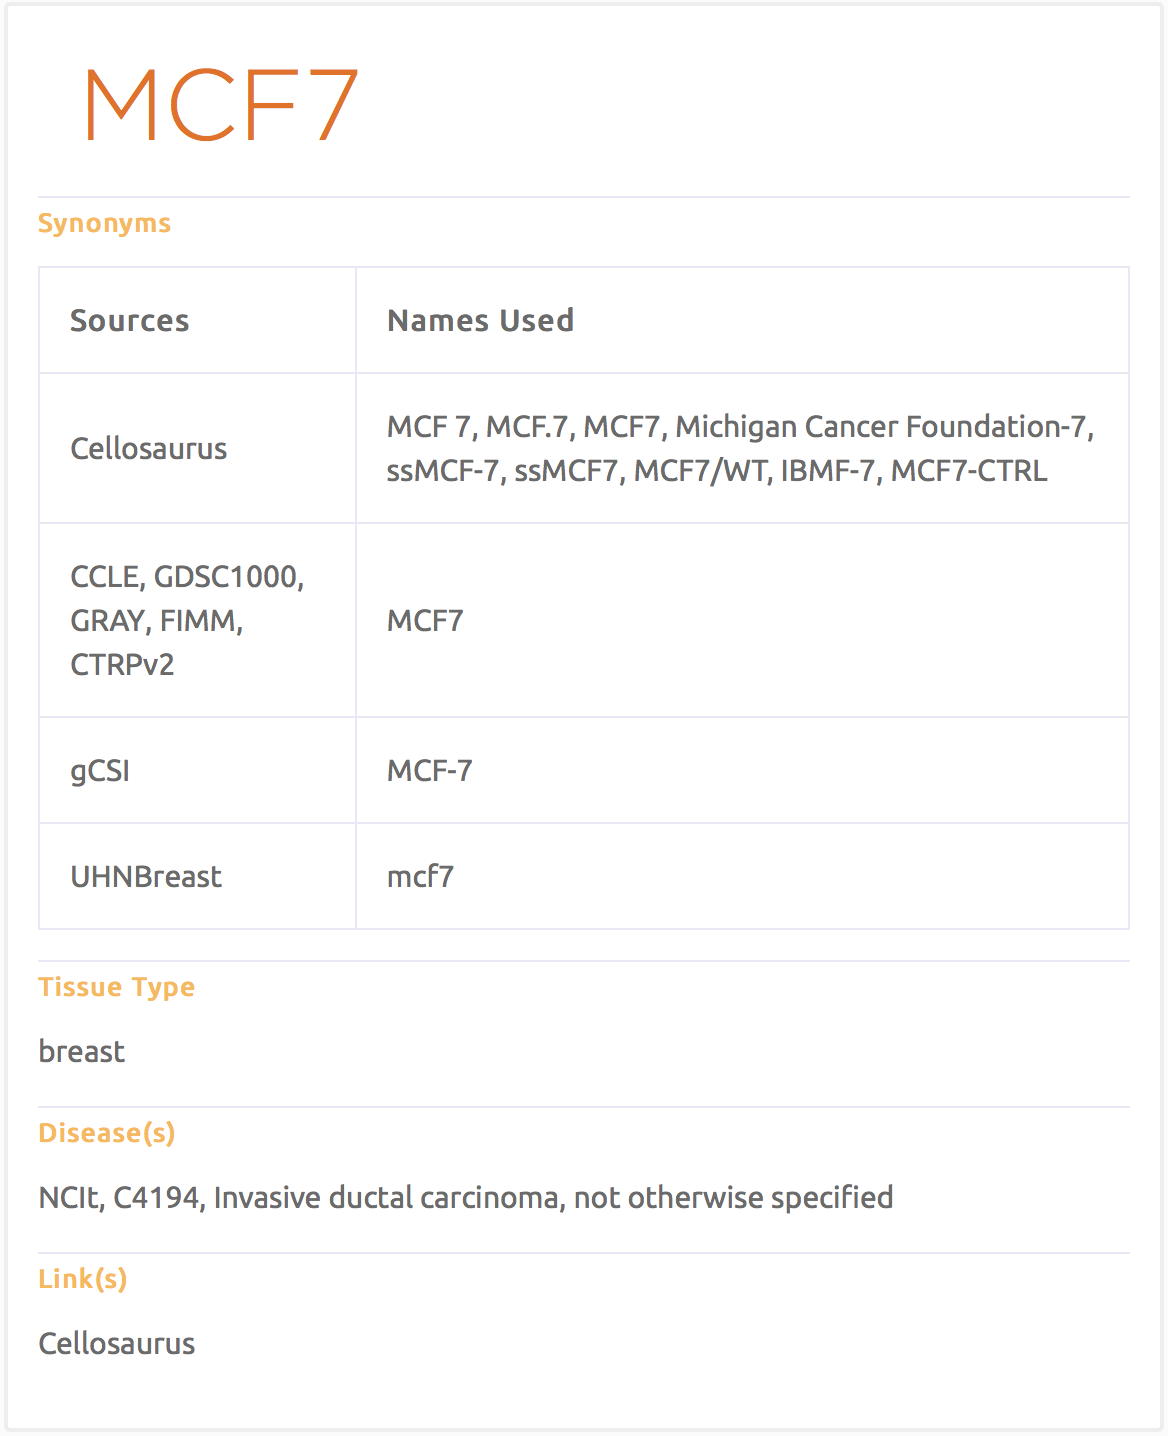 MCF7
Synonyms
Sources
Names Used
Cellosaurus
MCF 7, MCF.7, MCF7, Michigan Cancer Foundation-7,
ssMCF-7, ssMCF7, MCF7/WT, IBMF-7, MCF7-CTRL
CCLE, GDSC1000,
GRAY, FIMM,
CTRPv2
MCF7
gCSI
MCF-7
UHNBreast
mcf7
Tissue Type
breast
Disease(s)
NCIt, C4194, Invasive ductal carcinoma, not otherwise specified
Link(s)
Cellosaurus